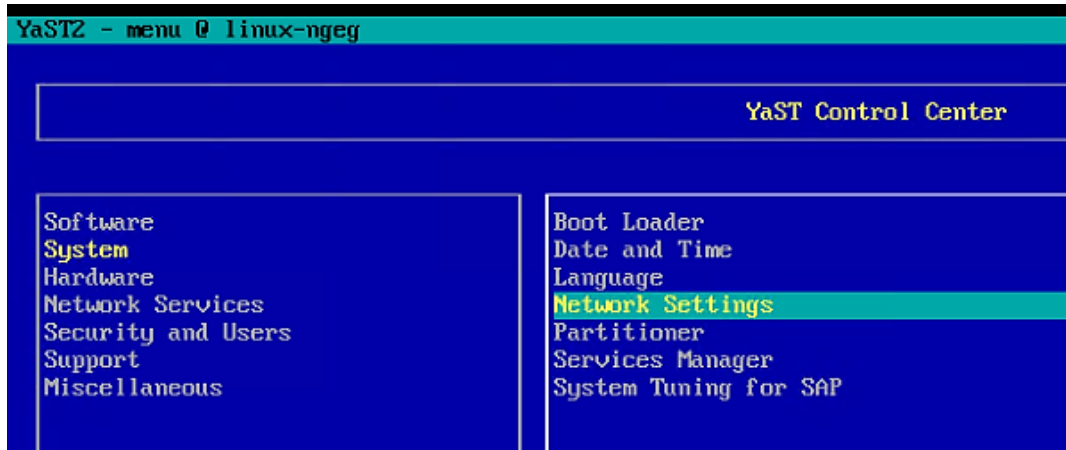 YaST2 - menu @ linux-ngeg
YaST Control Center
Software
System
Hardware
Network Services
Security and Users
Support
Miscellaneous
Boot Loader
Date and Time
Language
Network Settings
Partitioner
Services Manager
System Tuning for SAP